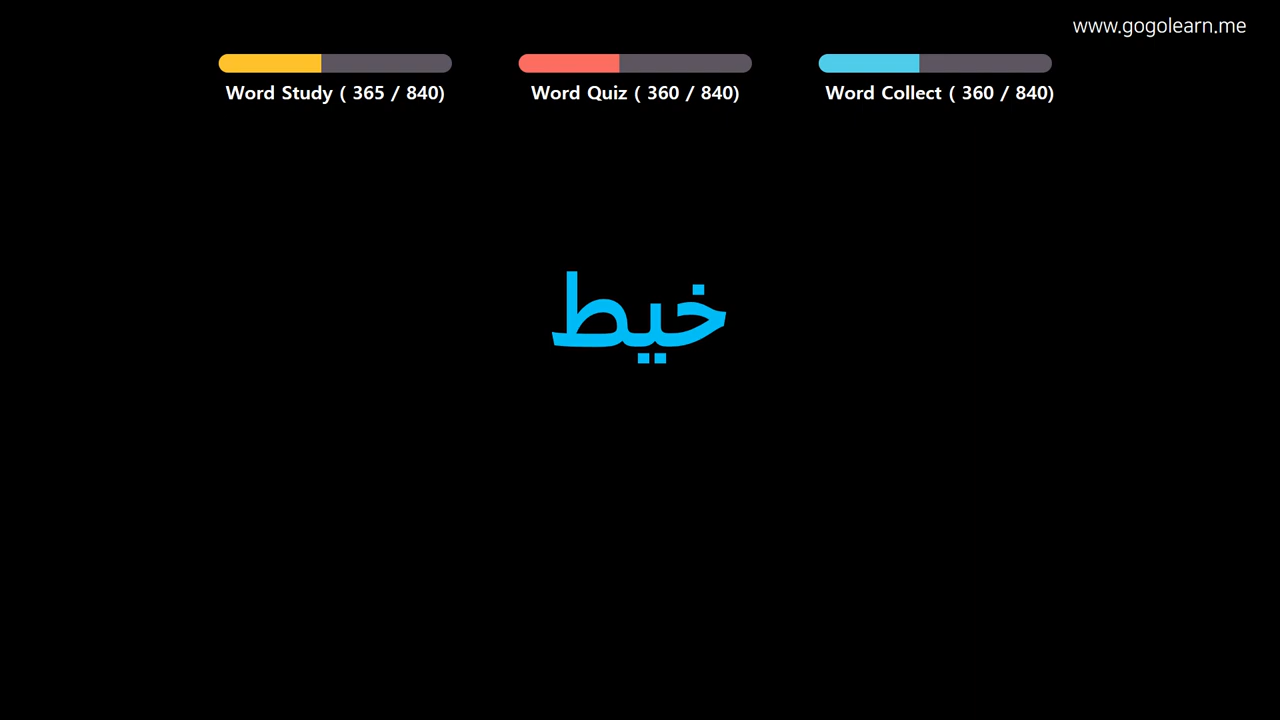 www.gogolearn.me
Word Study ( 365 / 840)
Word Quiz ( 360 / 840)
Word Collect ( 360 / 840)
خيط